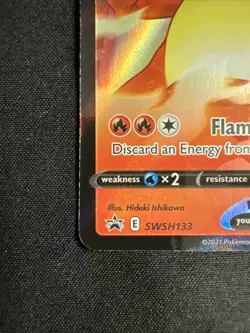 Flam
Discard an Energy from
weakness ×2 resistance
Illus. Hideki Ishikawa
E SWSH133
you
©2021 Pokémon